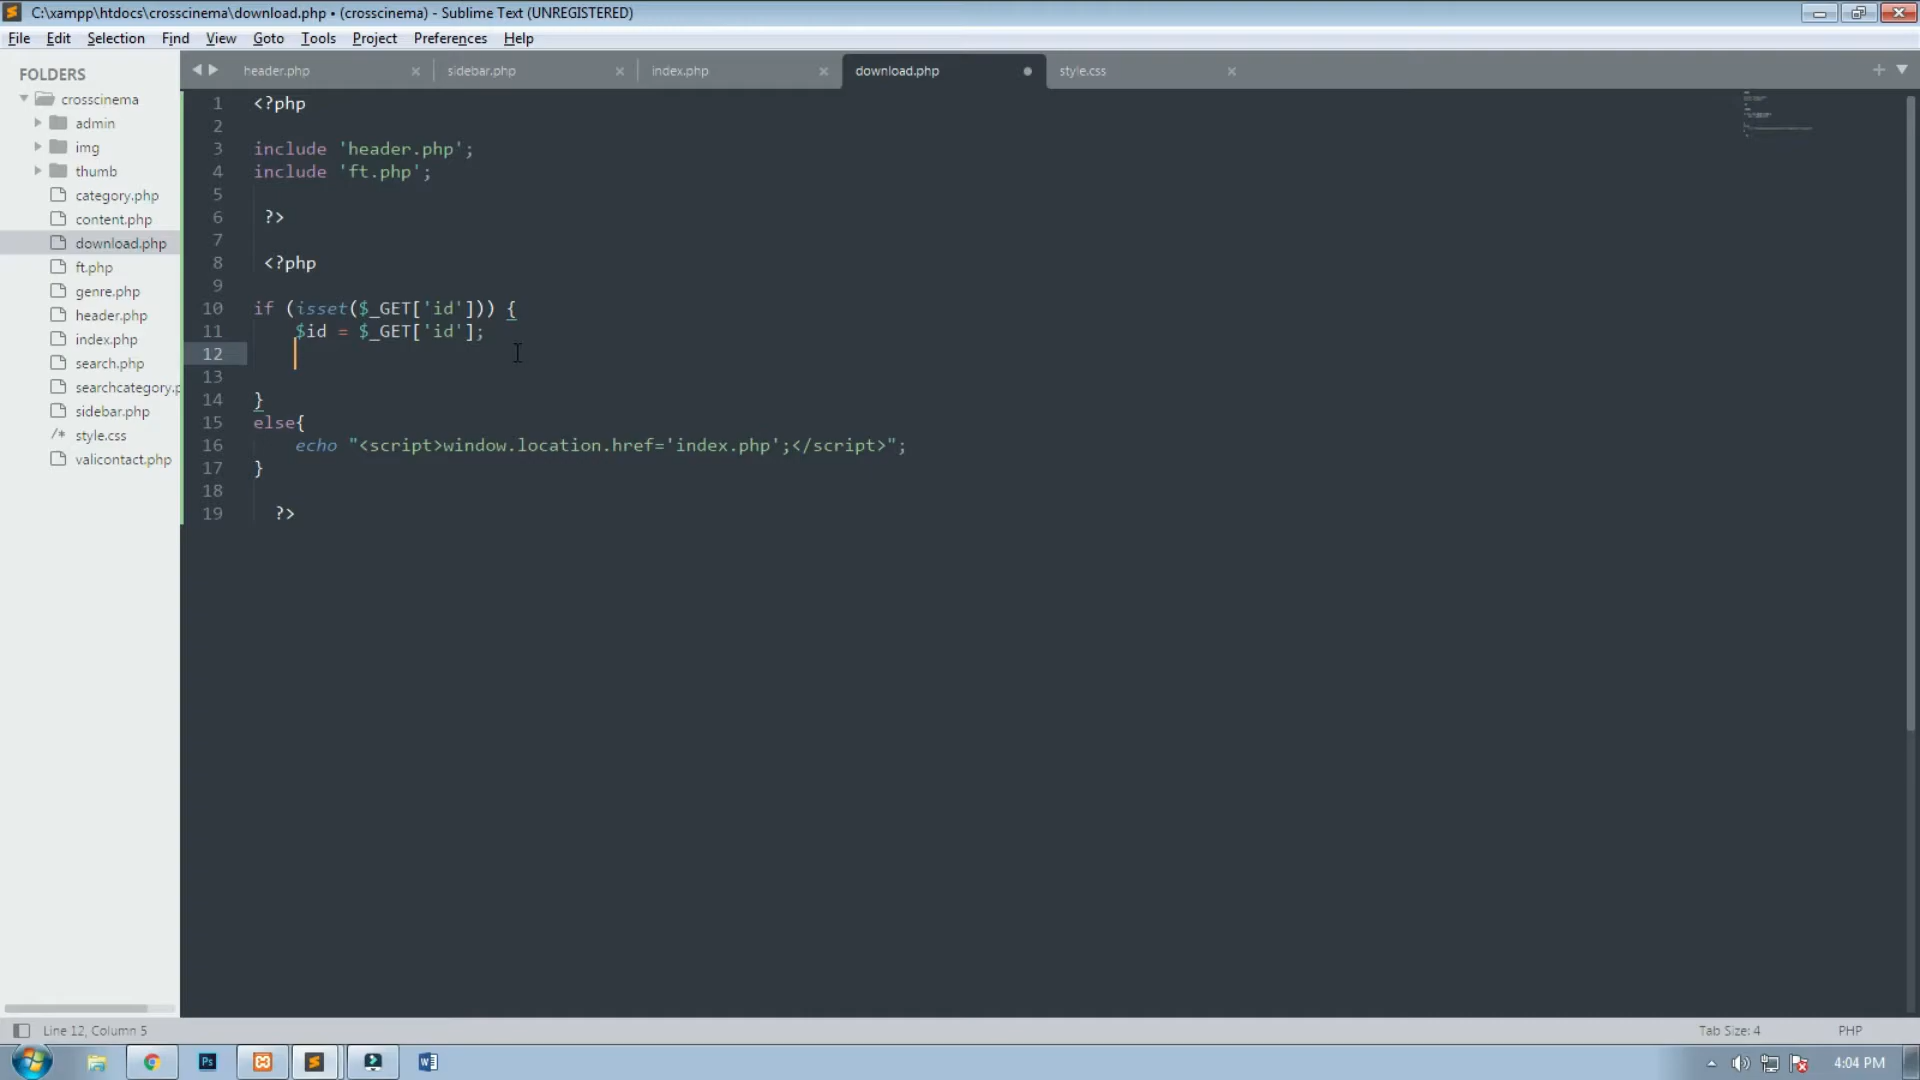 C:\xampp\htdocs\crosscinema\download.php • (crosscinema) - Sublime Text (UNREGISTERED)
File Edit Selection Find View Goto Tools Project Preferences Help
FOLDERS
crosscinema
admin
img
thumb
category.php
content.php
download.php
ft.php
genre.php
header.php
index.php
search.php
searchcategory.p
sidebar.php
/* style.css
valicontact.php
header.php sidebar.php index.php download.php style.css
1 <?php
2
3 include 'header.php';
4 include 'ft.php';
5
6 ?>
7
8 <?php
9
10 if (isset($_GET['id'])) {
11 $id = $_GET['id'];
12
13
14 }
15 else{
16 echo "<script>window.location.href='index.php';</script>";
17 }
18
19 ?>
Line 12, Column 5
Tab Size: 4
PHP
Ps
4:04 PM